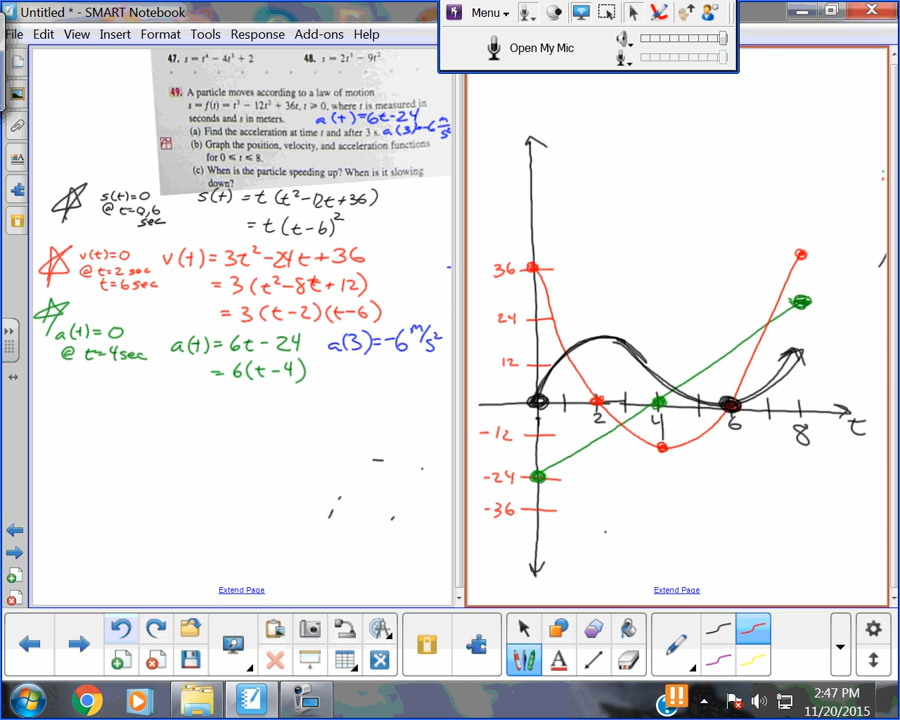 Untitled * - SMART Notebook
File Edit View Insert Format Tools Response Add-ons Help
Menu
Open My Mic
47. s = t⁴ − 4t³ + 2 48. s = 2t³ − 9t²
49. A particle moves according to a law of motion
s = f(t) = t³ − 12t² + 36t, t ⩾ 0, where t is measured in
seconds and s in meters.
a(t)=6t-24
(a) Find the acceleration at time t and after 3 s.
a(3)=-6 m/s²
(b) Graph the position, velocity, and acceleration functions
for 0 ⩽ t ⩽ 8.
(c) When is the particle speeding up? When is it slowing
down?
s(t)=0
@ t=0,6
sec
s(t) = t(t²-12t+36)
= t(t-6)²
v(t)=0
@ t=2 sec
t=6sec
v(t) = 3t²-24t+36
= 3(t²-8t+12)
= 3(t-2)(t-6)
a(t)=0
@ t=4sec
a(t)=6t-24
= 6(t-4)
a(3)=-6 m/s²
36
24
12
-12
-24
-36
2 4 6 8 t
Extend Page
Extend Page
2:47 PM
11/20/2015